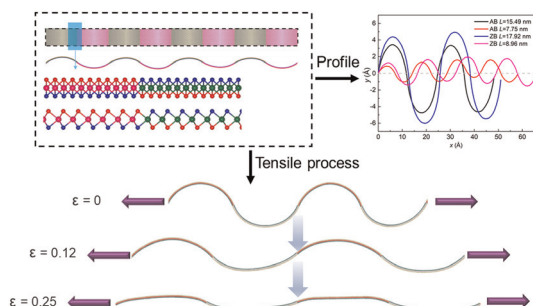 Profile
AB L=15.49 nm
AB L=7.75 nm
ZB L=17.92 nm
ZB L=8.96 nm
y (Å)
6
4
2
0
-2
-4
-6
0 10 20 30 40 50 60
x (Å)
Tensile process
ε = 0
ε = 0.12
ε = 0.25